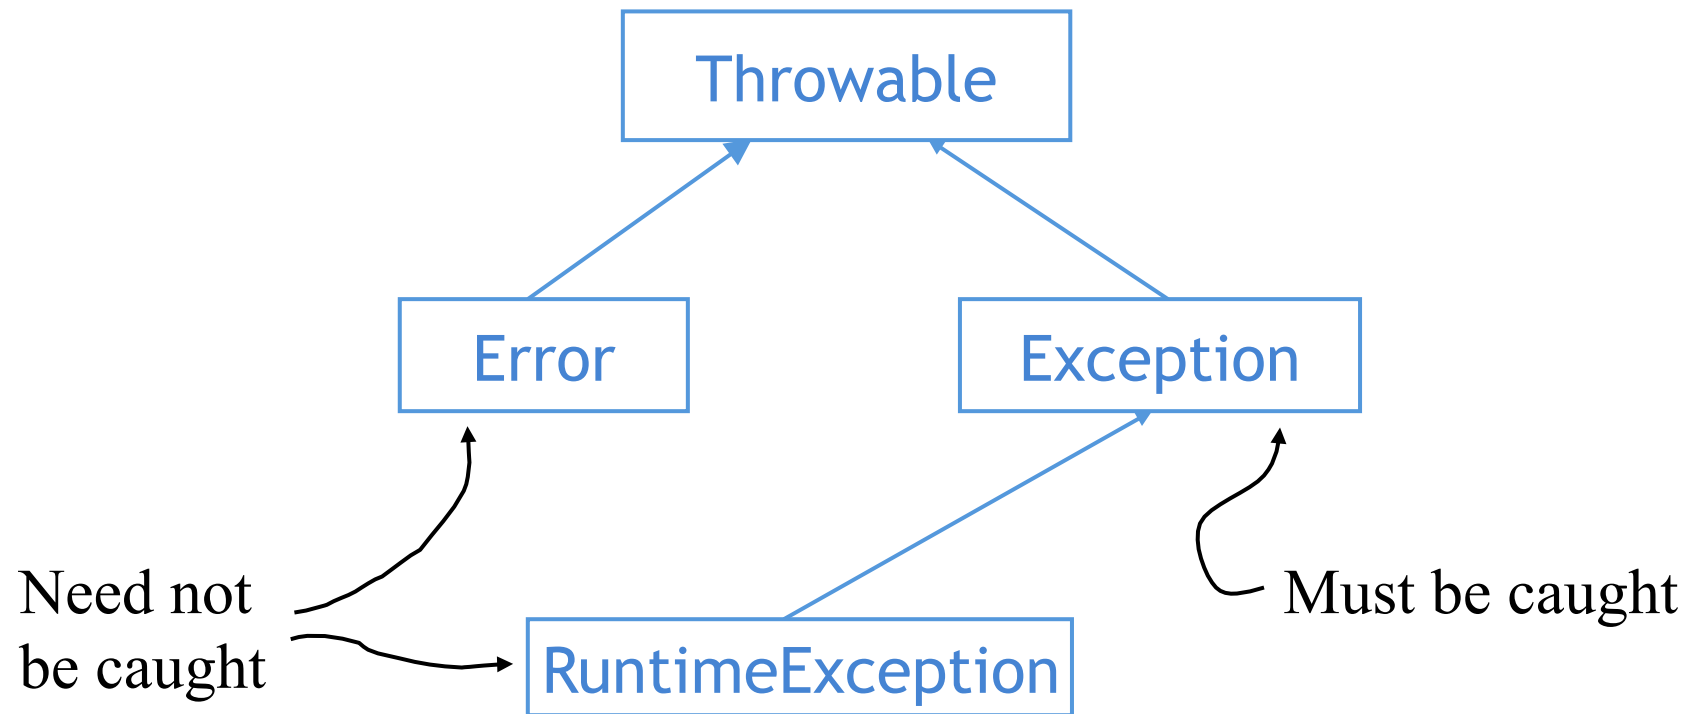 Throwable
Error
Exception
Need not
be caught
Must be caught
RuntimeException